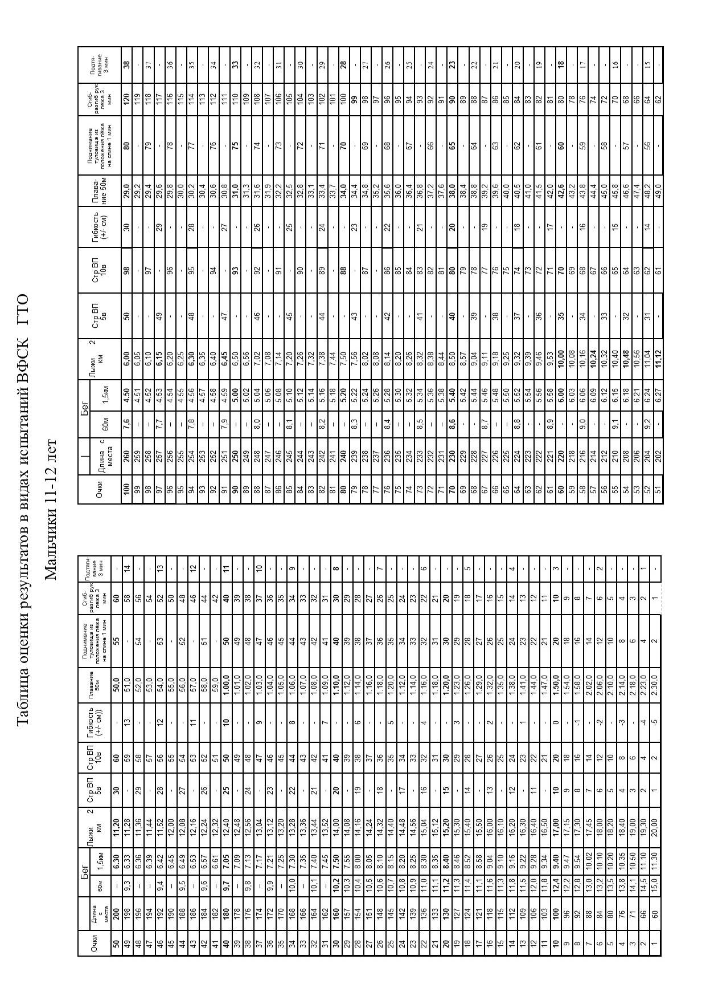 Таблица оценки результатов в видах испытаний ВФСК ГТО
Мальчики 11-12 лет
Очки Длина с места Бег 60м 1,5км Лыжи 2 км Стр ВП 5в Стр ВП 10в Гибкость (+/- см)) Плавание 50м Поднимание туловища из положения лёжа на спине 1 мин Сгиб-разгиб рук лежа 3 мин Подтяги-вание 3 мин
50 200 – 6.30 11,20 30 60 - 50,0 55 60 -
49 198 9,3 6.33 11,28 - 59 13 51,0 - 58 14
48 196 – 6.36 11,36 29 58 - 52,0 54 56 -
47 194 – 6.39 11,44 - 57 - 53,0 - 54 -
46 192 9,4 6.42 11,52 28 56 12 54,0 53 52 13
45 190 – 6.45 12,00 - 55 - 55,0 - 50 -
44 188 9,5 6.49 12,08 27 54 - 56,0 52 48 -
43 186 – 6.53 12,16 - 53 11 57,0 - 46 12
42 184 9,6 6.57 12,24 26 52 - 58,0 51 44 -
41 182 – 6.61 12,32 - 51 - 59,0 - 42 -
40 180 9,7 7.05 12,40 25 50 10 1.00,0 50 40 11
39 178 – 7.09 12,48 - 49 - 1.01,0 49 39 -
38 176 9,8 7.13 12,56 24 48 - 1.02,0 48 38 -
37 174 – 7.17 13,04 - 47 9 1.03,0 47 37 10
36 172 9,9 7.21 13,12 23 46 - 1.04,0 46 36 -
35 170 – 7.25 13,20 - 45 - 1.05,0 45 35 -
34 168 10,0 7.30 13,28 22 44 8 1.06,0 44 34 9
33 166 – 7.35 13,36 - 43 - 1.07,0 43 33 -
32 164 10,1 7.40 13,44 21 42 - 1.08,0 42 32 -
31 162 – 7.45 13,52 - 41 7 1.09,0 41 31 -
30 160 10,2 7.50 14,00 20 40 - 1.10,0 40 30 8
29 157 10,3 7.55 14,08 - 39 - 1.12,0 39 29 -
28 154 10,4 8.00 14,16 19 38 6 1.14,0 38 28 -
27 151 10,5 8.05 14,24 - 37 - 1.16,0 37 27 -
26 148 10,6 8.10 14,32 18 36 - 1.18,0 36 26 7
25 145 10,7 8.15 14,40 - 35 5 1.20,0 35 25 -
24 142 10,8 8.20 14,48 17 34 - 1.12,0 34 24 -
23 139 10,9 8.25 14,56 - 33 - 1.14,0 33 23 -
22 136 11,0 8.30 15,04 16 32 4 1.16,0 32 22 6
21 133 11,1 8.35 15,12 - 31 - 1.18,0 31 21 -
20 130 11,2 8.40 15,20 15 30 - 1.20,0 30 20 -
19 127 11,3 8.46 15,30 - 29 3 1.23,0 29 19 -
18 124 11,4 8.52 15,40 14 28 - 1.26,0 28 18 5
17 121 11,1 8.58 15,50 - 27 - 1.29,0 27 17 -
16 118 11,6 9.04 16,00 13 26 2 1.32,0 26 16 -
15 115 11,3 9.10 16,10 - 25 - 1.35,0 25 15 -
14 112 11,8 9.16 16,20 12 24 - 1.38,0 24 14 4
13 109 11,5 9.22 16,30 - 23 1 1.41,0 23 13 -
12 106 12,0 9.28 16,40 11 22 - 1.44,0 22 12 -
11 103 11,8 9.34 16,50 - 21 - 1.47,0 21 11 -
10 100 12,4 9.40 17,00 10 20 0 1.50,0 20 10 3
9 96 12,2 9.47 17,15 9 18 - 1.54,0 18 9 -
8 92 12,8 9.54 17,30 8 16 -1 1.58,0 16 8 -
7 88 13,0 10.02 17,45 7 14 - 2.02,0 14 7 -
6 84 13,2 10.10 18,00 6 12 -2 2.06,0 12 6 2
5 80 13,5 10.20 18,20 5 10 - 2.10,0 10 5 -
4 76 13,8 10.35 18,40 4 8 -3 2.14,0 8 4 -
3 71 14,1 10.50 19,00 3 6 - 2.18,0 6 3 -
2 66 14,5 11.10 19,30 2 4 -4 2.23,0 4 2 1
1 60 15,0 11.30 20,00 1 2 -5 2.30,0 2 1 -
Очки Длина с места Бег 60м 1,5км Лыжи 2 км Стр ВП 5в Стр ВП 10в Гибкость (+/- см) Плава-ние 50м Поднимание туловища из положения лёжа на спине 1 мин Сгиб-разгиб рук лежа 3 мин Подтя-гивание 3 мин
100 260 7,6 4.50 6,00 50 98 30 29,0 80 120 38
99 259 – 4.51 6,05 - - - 29,2 - 119 -
98 258 – 4.52 6,10 - 97 - 29,4 79 118 37
97 257 7,7 4.53 6,15 49 - 29 29,6 - 117 -
96 256 – 4.54 6,20 - 96 - 29,8 78 116 36
95 255 – 4.55 6,25 - - - 30,0 - 115 -
94 254 7,8 4.56 6,30 48 95 28 30,2 77 114 35
93 253 – 4.57 6,35 - - - 30,4 - 113 -
92 252 – 4.58 6,40 - 94 - 30,6 76 112 34
91 251 7,9 4.59 6,45 47 - 27 30,8 - 111 -
90 250 – 5.00 6,50 - 93 - 31,0 75 110 33
89 249 – 5.02 6,56 - - - 31,3 - 109 -
88 248 8,0 5.04 7,02 46 92 26 31,6 74 108 32
87 247 – 5.06 7,08 - - - 31,9 - 107 -
86 246 – 5.08 7,14 - 91 - 32,2 73 106 31
85 245 8,1 5.10 7,20 45 - 25 32,5 - 105 -
84 244 – 5.12 7,26 - 90 - 32,8 72 104 30
83 243 – 5.14 7,32 - - - 33,1 - 103 -
82 242 8,2 5.16 7,38 44 89 24 33,4 71 102 29
81 241 – 5.18 7,44 - - - 33,7 - 101 -
80 240 – 5.20 7,50 - 88 - 34,0 70 100 28
79 239 8,3 5.22 7,56 43 - 23 34,4 - 99 -
78 238 – 5.24 8,02 - 87 - 34,8 69 98 27
77 237 – 5.26 8,08 - - - 35,2 - 97 -
76 236 8,4 5.28 8,14 42 86 22 35,6 68 96 26
75 235 – 5.30 8,20 - 85 - 36,0 - 95 -
74 234 – 5.32 8,26 - 84 - 36,4 67 94 25
73 233 8,5 5.34 8,32 41 83 21 36,8 - 93 -
72 232 – 5.36 8,38 - 82 - 37,2 66 92 24
71 231 – 5.38 8,44 - 81 - 37,6 - 91 -
70 230 8,6 5.40 8,50 40 80 20 38,0 65 90 23
69 229 - 5.42 8,57 - 79 - 38,4 - 89 -
68 228 - 5.44 9,04 39 78 - 38,8 64 88 22
67 227 8,7 5.46 9,11 - 77 19 39,2 - 87 -
66 226 – 5.48 9,18 38 76 - 39,6 63 86 21
65 225 – 5.50 9,25 - 75 - 40,0 - 85 -
64 224 8,8 5.52 9,32 37 74 18 40,5 62 84 20
63 223 - 5.54 9,39 - 73 - 41,0 - 83 -
62 222 - 5.56 9,46 36 72 - 41,5 61 82 19
61 221 8,9 5.58 9,53 - 71 17 42,0 - 81 -
60 220 - 6.00 10,00 35 70 - 42,6 60 80 18
59 218 - 6.03 10,08 - 69 - 43,2 - 78 -
58 216 9,0 6.06 10,16 34 68 16 43,8 59 76 17
57 214 - 6.09 10,24 - 67 - 44,4 - 74 -
56 212 - 6.12 10,32 33 66 - 45,0 58 72 -
55 210 9,1 6.15 10,40 - 65 15 45,8 - 70 16
54 208 - 6.18 10,48 32 64 - 46,6 57 68 -
53 206 - 6.21 10,56 - 63 - 47,4 - 66 -
52 204 9,2 6.24 11,04 31 62 14 48,2 56 64 15
51 202 - 6.27 11,12 - 61 - 49,0 - 62 -